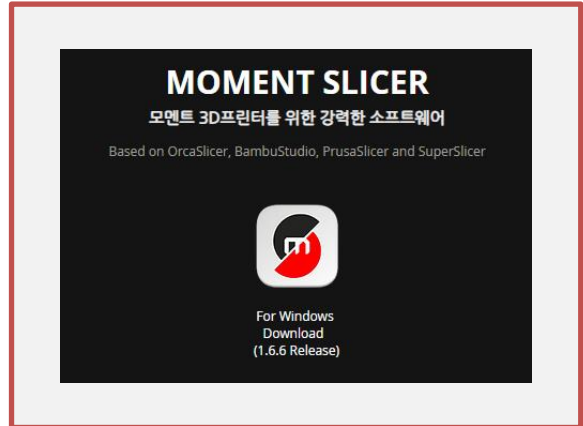 MOMENT SLICER
모멘트 3D프린터를 위한 강력한 소프트웨어
Based on OrcaSlicer, BambuStudio, PrusaSlicer and SuperSlicer
m
For Windows
Download
(1.6.6 Release)